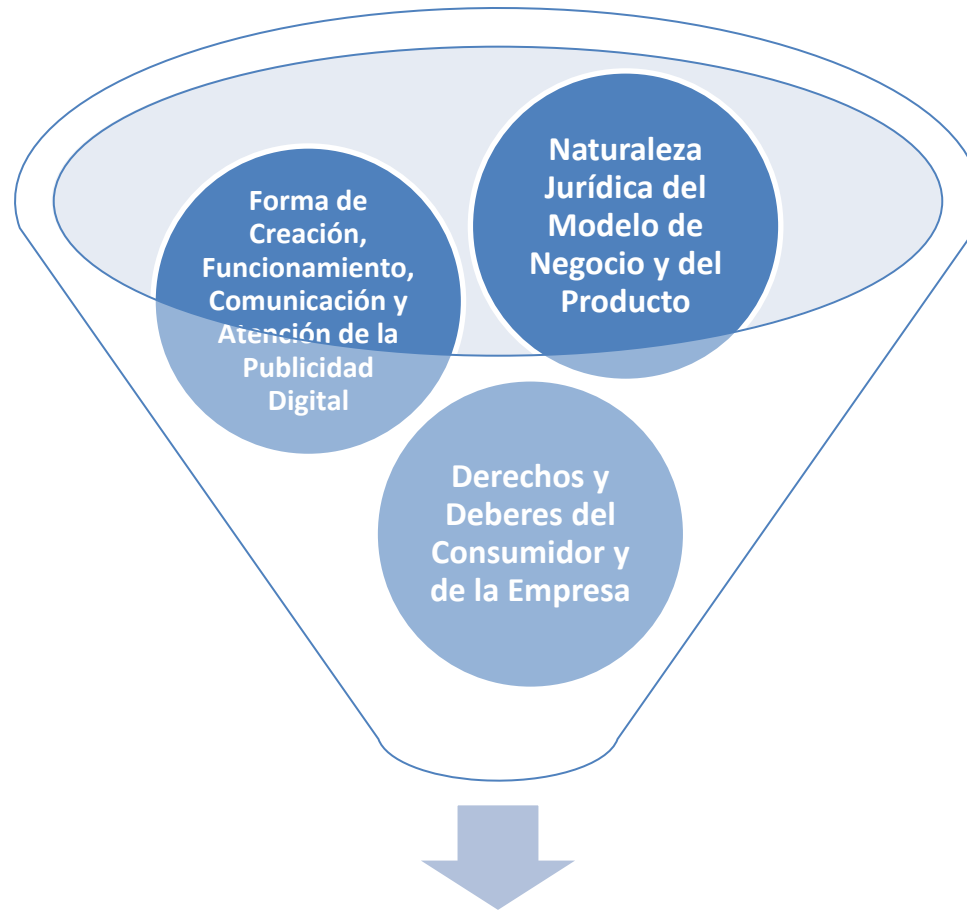 Naturaleza
Jurídica del
Modelo de
Negocio y del
Producto
Forma de
Creación,
Funcionamiento,
Comunicación y
Atención de la
Publicidad
Digital
Derechos y
Deberes del
Consumidor y
de la Empresa